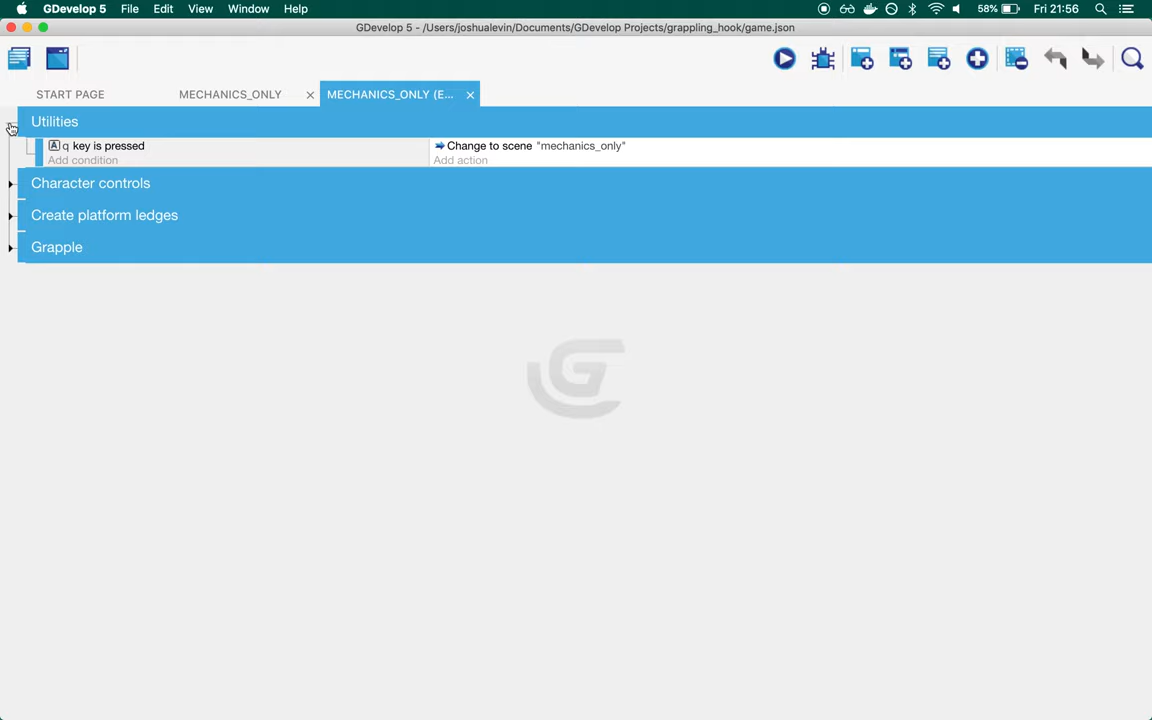 GDevelop 5 File Edit View Window Help 58% Fri 21:56
GDevelop 5 - /Users/joshualevin/Documents/GDevelop Projects/grappling_hook/game.json
START PAGE MECHANICS_ONLY MECHANICS_ONLY (E...
Utilities
A q key is pressed Change to scene "mechanics_only"
Add condition Add action
Character controls
Create platform ledges
Grapple